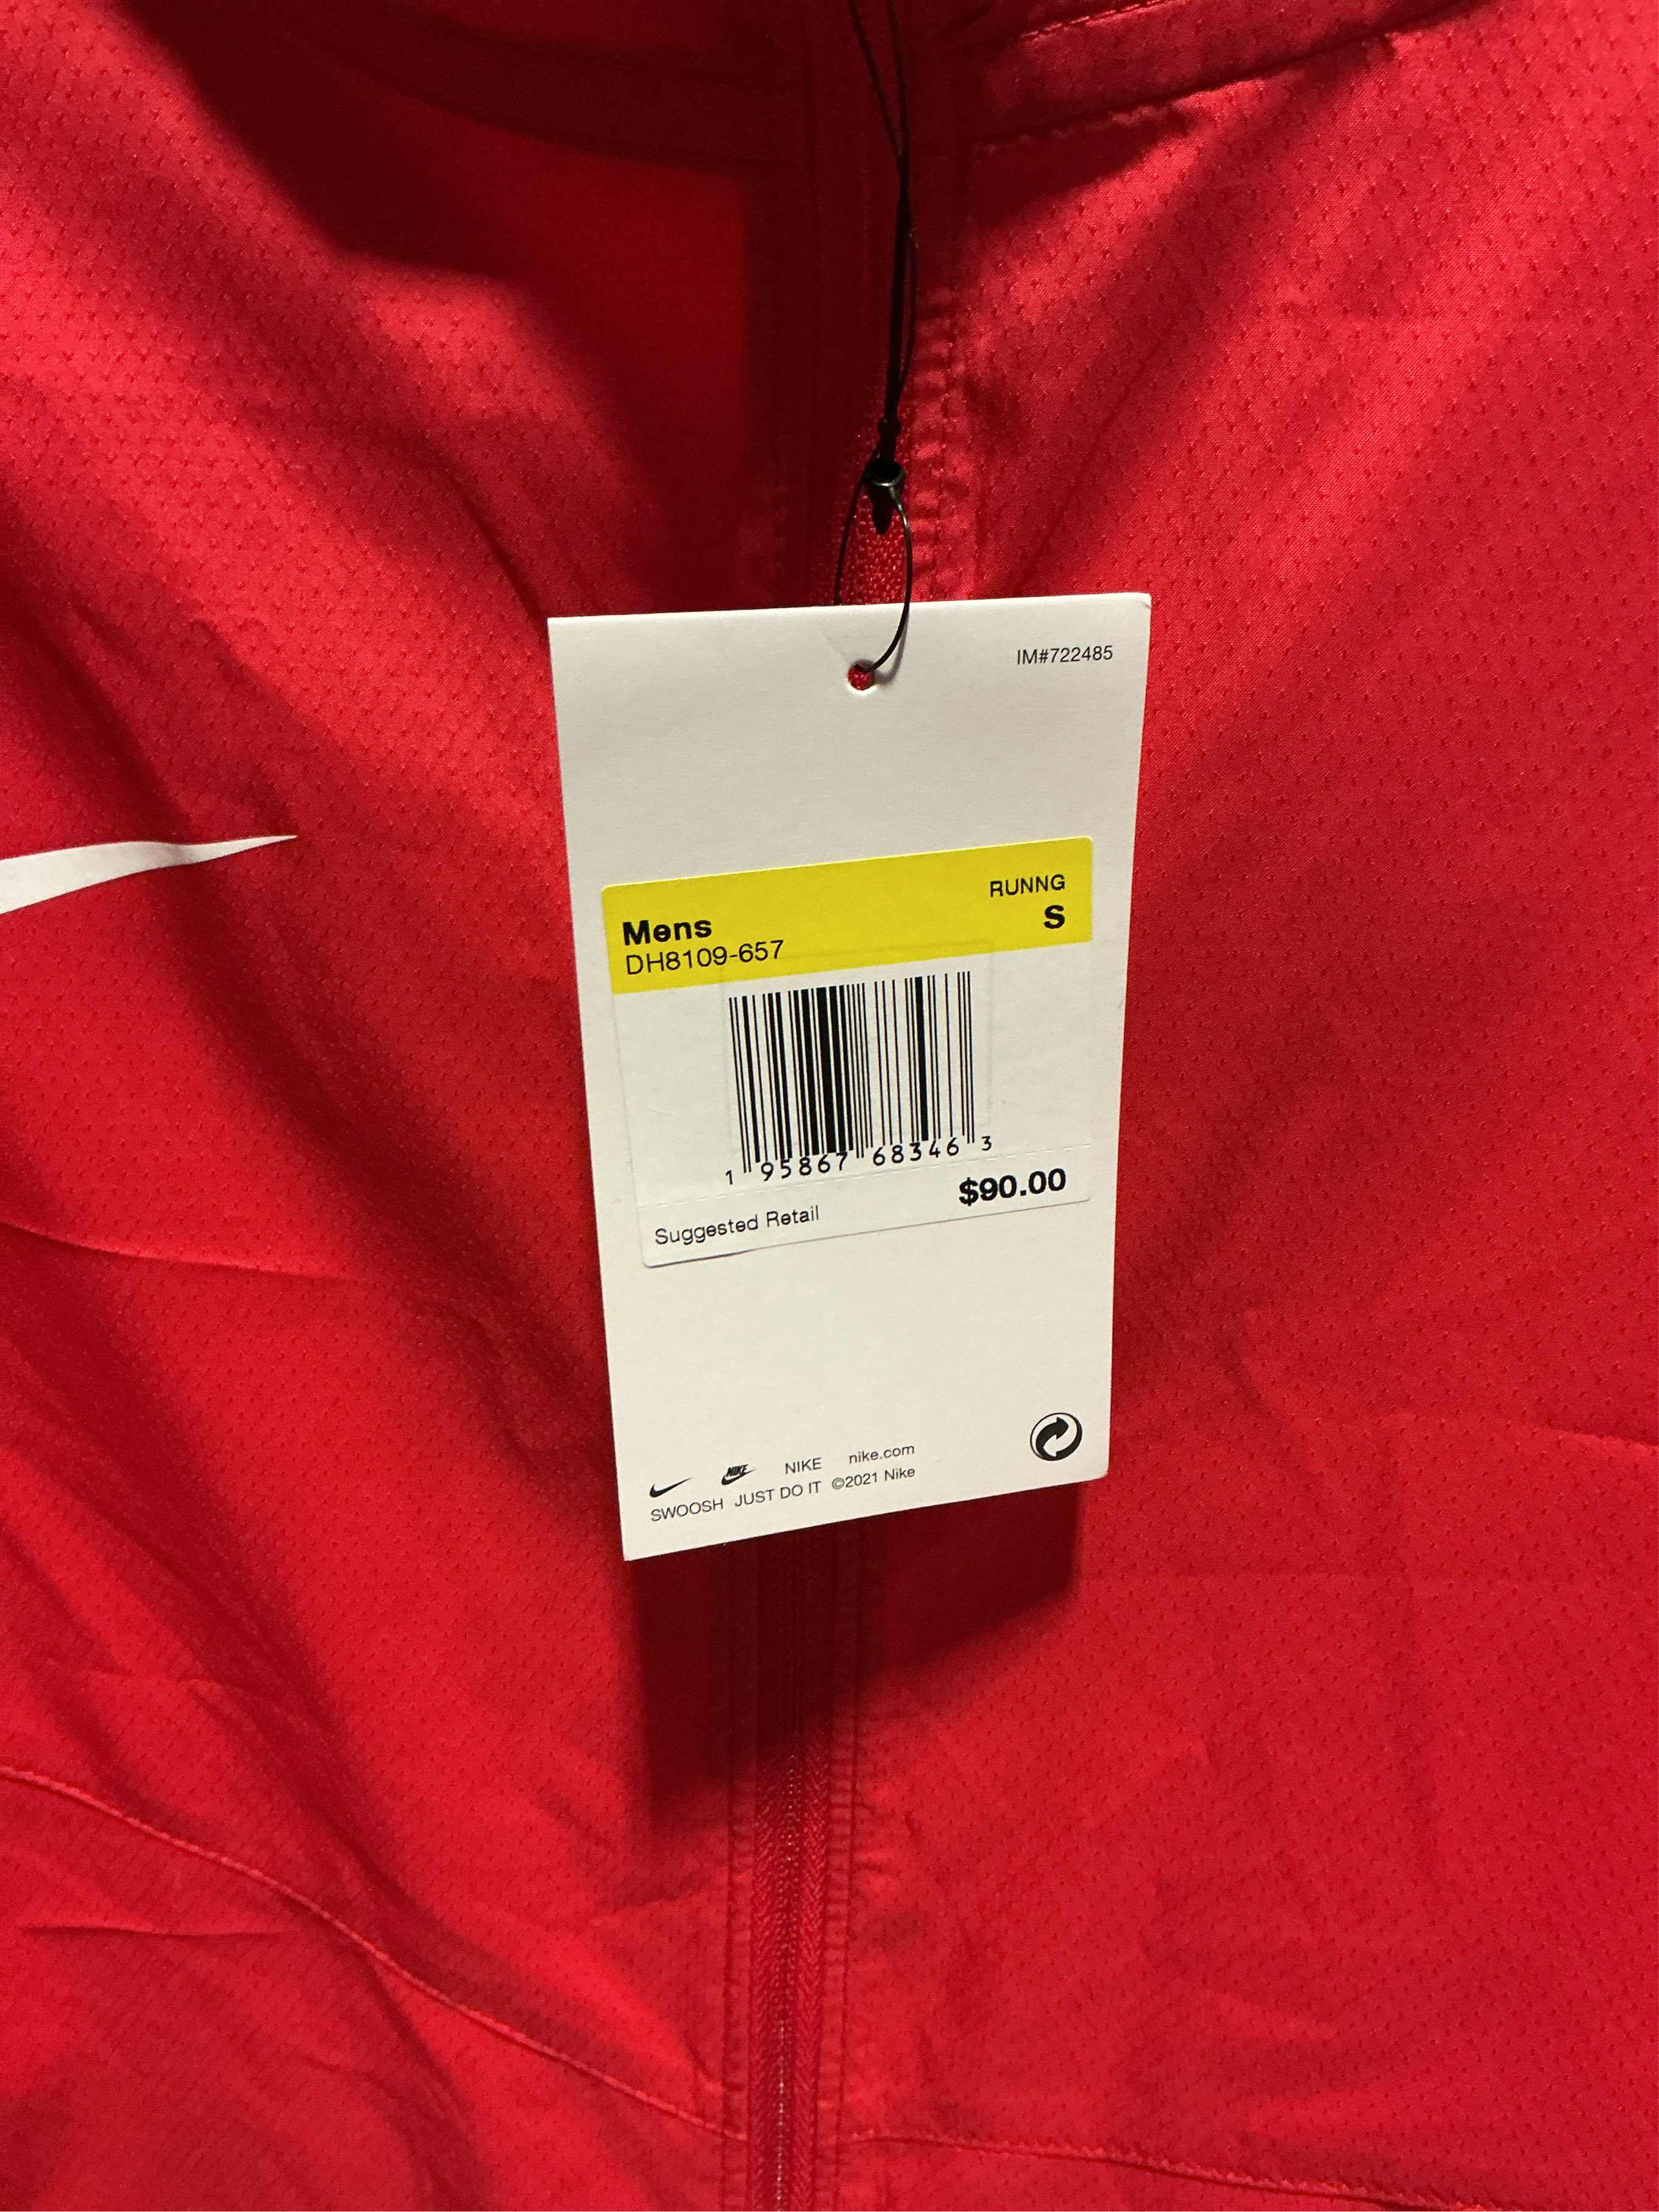 IM#722485
RUNNG
Mens
S
DH8109-657
1 95867 68346 3
$90.00
Suggested Retail
NIKE NIKE nike.com
SWOOSH JUST DO IT ©2021 Nike